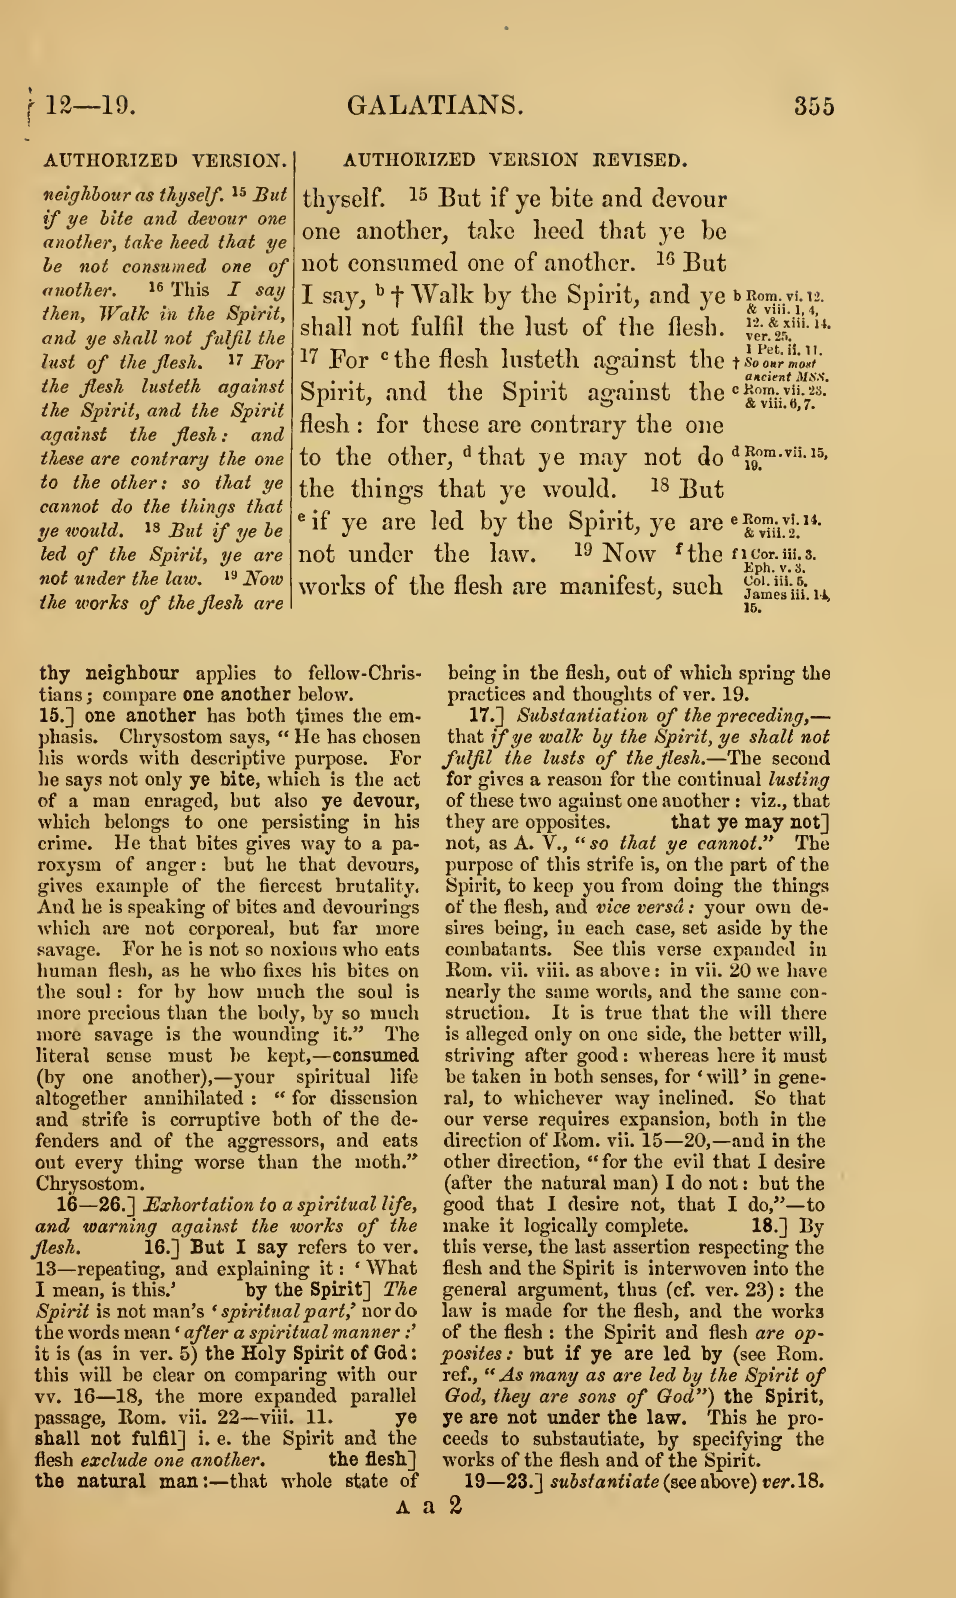 12—19.
GALATIANS.
355
AUTHORIZED VERSION.
neighbour as thyself. 15 But
if ye bite and devour one
another, take heed that ye
be not consumed one of
another. 16 This I say
then, Walk in the Spirit,
and ye shall not fulfil the
lust of the flesh. 17 For
the flesh lusteth against
the Spirit, and the Spirit
against the flesh: and
these are contrary the one
to the other: so that ye
cannot do the things that
ye would. 18 But if ye be
led of the Spirit, ye are
not under the law. 19 Now
the works of the flesh are
AUTHORIZED VERSION REVISED.
thyself. 15 But if ye bite and devour
one another, take heed that ye be
not consumed one of another. 16 But
I say, b † Walk by the Spirit, and ye
shall not fulfil the lust of the flesh.
17 For c the flesh lusteth against the
Spirit, and the Spirit against the
flesh: for these are contrary the one
to the other, d that ye may not do
the things that ye would. 18 But
e if ye are led by the Spirit, ye are
not under the law. 19 Now f the
works of the flesh are manifest, such
b Rom. vi. 12.
& viii. 1, 4,
12. & xiii. 14.
ver. 25.
1 Pet. ii. 11.
† So our most
ancient MSS.
c Rom. vii. 23.
& viii. 6, 7.
d Rom. vii. 15,
19.
e Rom. vi. 14.
& viii. 2.
f 1 Cor. iii. 3.
Eph. v. 3.
Col. iii. 5.
James iii. 14,
15.
thy neighbour applies to fellow-Chris-
tians; compare one another below.
15.] one another has both times the em-
phasis. Chrysostom says, "He has chosen
his words with descriptive purpose. For
he says not only ye bite, which is the act
of a man enraged, but also ye devour,
which belongs to one persisting in his
crime. He that bites gives way to a pa-
roxysm of anger: but he that devours,
gives example of the fiercest brutality.
And he is speaking of bites and devourings
which are not corporeal, but far more
savage. For he is not so noxious who eats
human flesh, as he who fixes his bites on
the soul: for by how much the soul is
more precious than the body, by so much
more savage is the wounding it." The
literal sense must be kept,—consumed
(by one another),—your spiritual life
altogether annihilated: "for dissension
and strife is corruptive both of the de-
fenders and of the aggressors, and eats
out every thing worse than the moth."
Chrysostom.
16—26.] Exhortation to a spiritual life,
and warning against the works of the
flesh. 16.] But I say refers to ver.
13—repeating, and explaining it: 'What
I mean, is this.' by the Spirit] The
Spirit is not man's 'spiritual part,' nor do
the words mean 'after a spiritual manner:'
it is (as in ver. 5) the Holy Spirit of God:
this will be clear on comparing with our
vv. 16—18, the more expanded parallel
passage, Rom. vii. 22—viii. 11. ye
shall not fulfil] i. e. the Spirit and the
flesh exclude one another. the flesh]
the natural man:—that whole state of
being in the flesh, out of which spring the
practices and thoughts of ver. 19.
17.] Substantiation of the preceding,—
that if ye walk by the Spirit, ye shall not
fulfil the lusts of the flesh.—The second
for gives a reason for the continual lusting
of these two against one another: viz., that
they are opposites. that ye may not]
not, as A. V., "so that ye cannot." The
purpose of this strife is, on the part of the
Spirit, to keep you from doing the things
of the flesh, and vice versâ: your own de-
sires being, in each case, set aside by the
combatants. See this verse expanded in
Rom. vii. viii. as above: in vii. 20 we have
nearly the same words, and the same con-
struction. It is true that the will there
is alleged only on one side, the better will,
striving after good: whereas here it must
be taken in both senses, for 'will' in gene-
ral, to whichever way inclined. So that
our verse requires expansion, both in the
direction of Rom. vii. 15—20,—and in the
other direction, "for the evil that I desire
(after the natural man) I do not: but the
good that I desire not, that I do,"—to
make it logically complete. 18.] By
this verse, the last assertion respecting the
flesh and the Spirit is interwoven into the
general argument, thus (cf. ver. 23): the
law is made for the flesh, and the works
of the flesh: the Spirit and flesh are op-
posites: but if ye are led by (see Rom.
ref., "As many as are led by the Spirit of
God, they are sons of God") the Spirit,
ye are not under the law. This he pro-
ceeds to substantiate, by specifying the
works of the flesh and of the Spirit.
19—23.] substantiate (see above) ver. 18.
A a 2